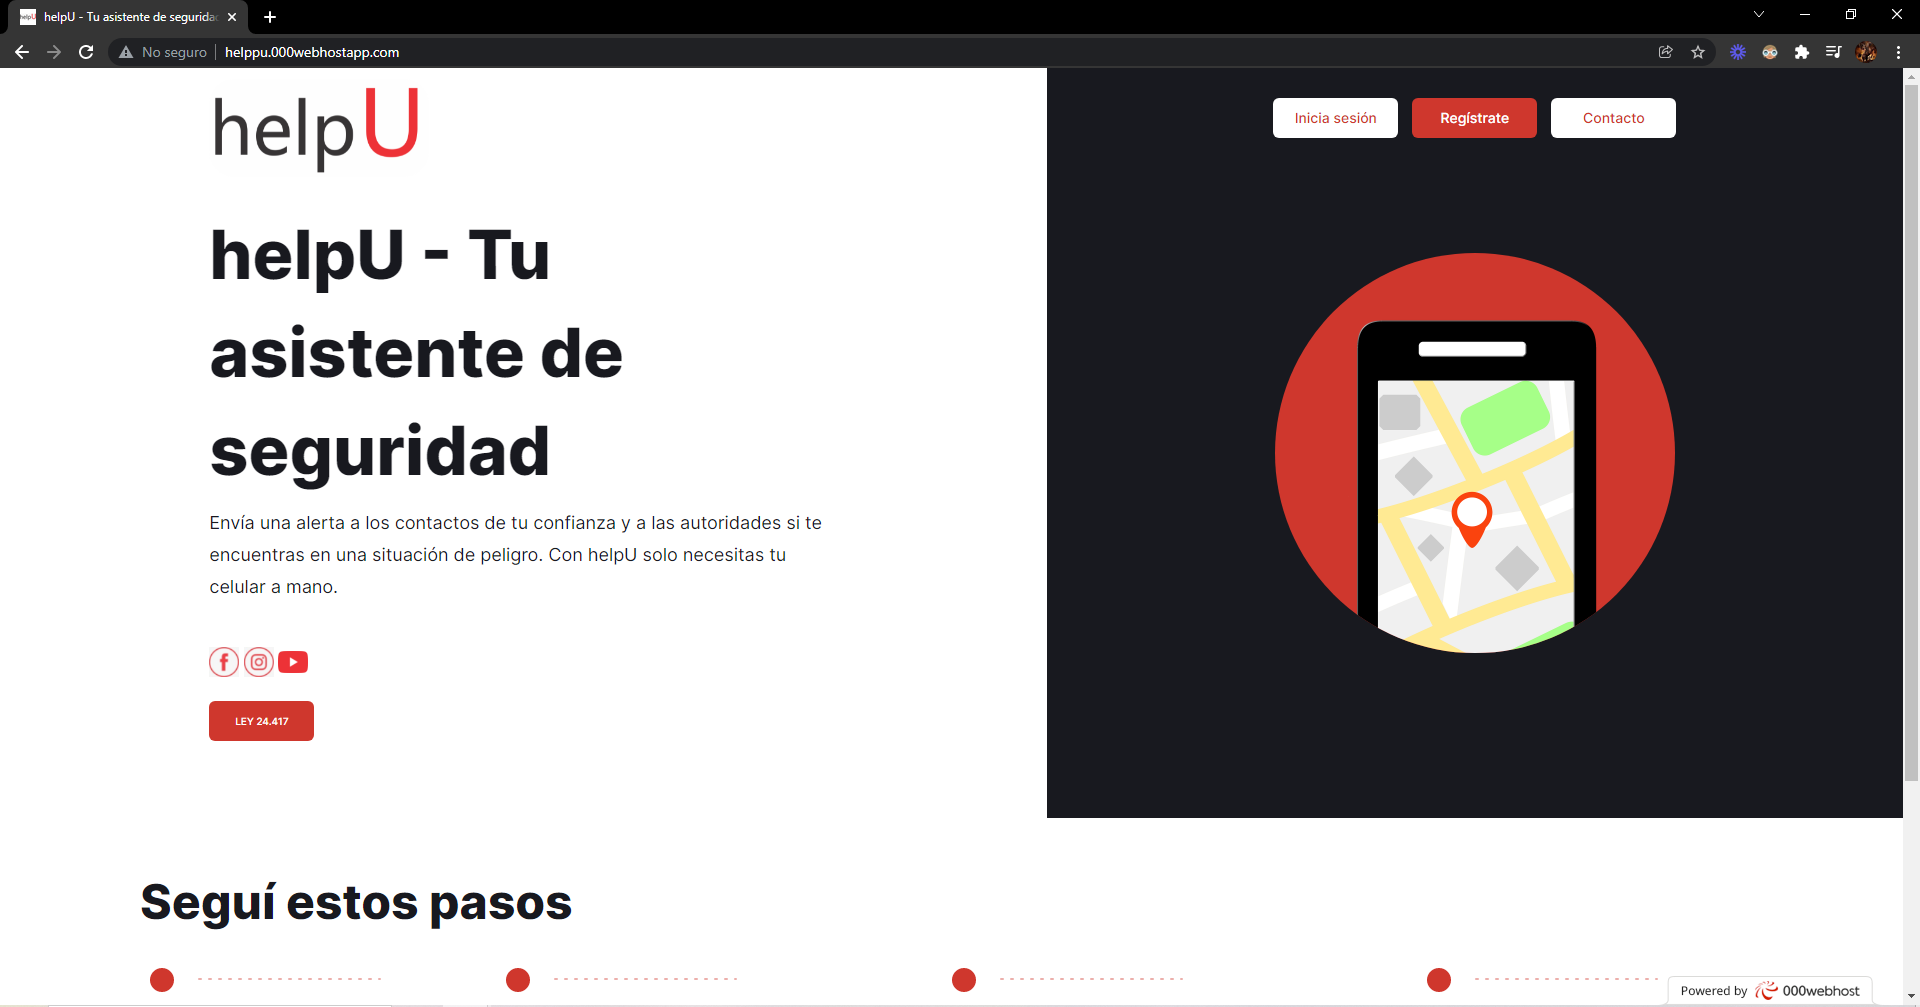 helpU - Tu asistente de seguridad
No seguro
helppu.000webhostapp.com
helpU
Inicia sesión
Regístrate
Contacto
helpU - Tu
asistente de
seguridad
Envía una alerta a los contactos de tu confianza y a las autoridades si te
encuentras en una situación de peligro. Con helpU solo necesitas tu
celular a mano.
LEY 24.417
Seguí estos pasos
Powered by 000webhost